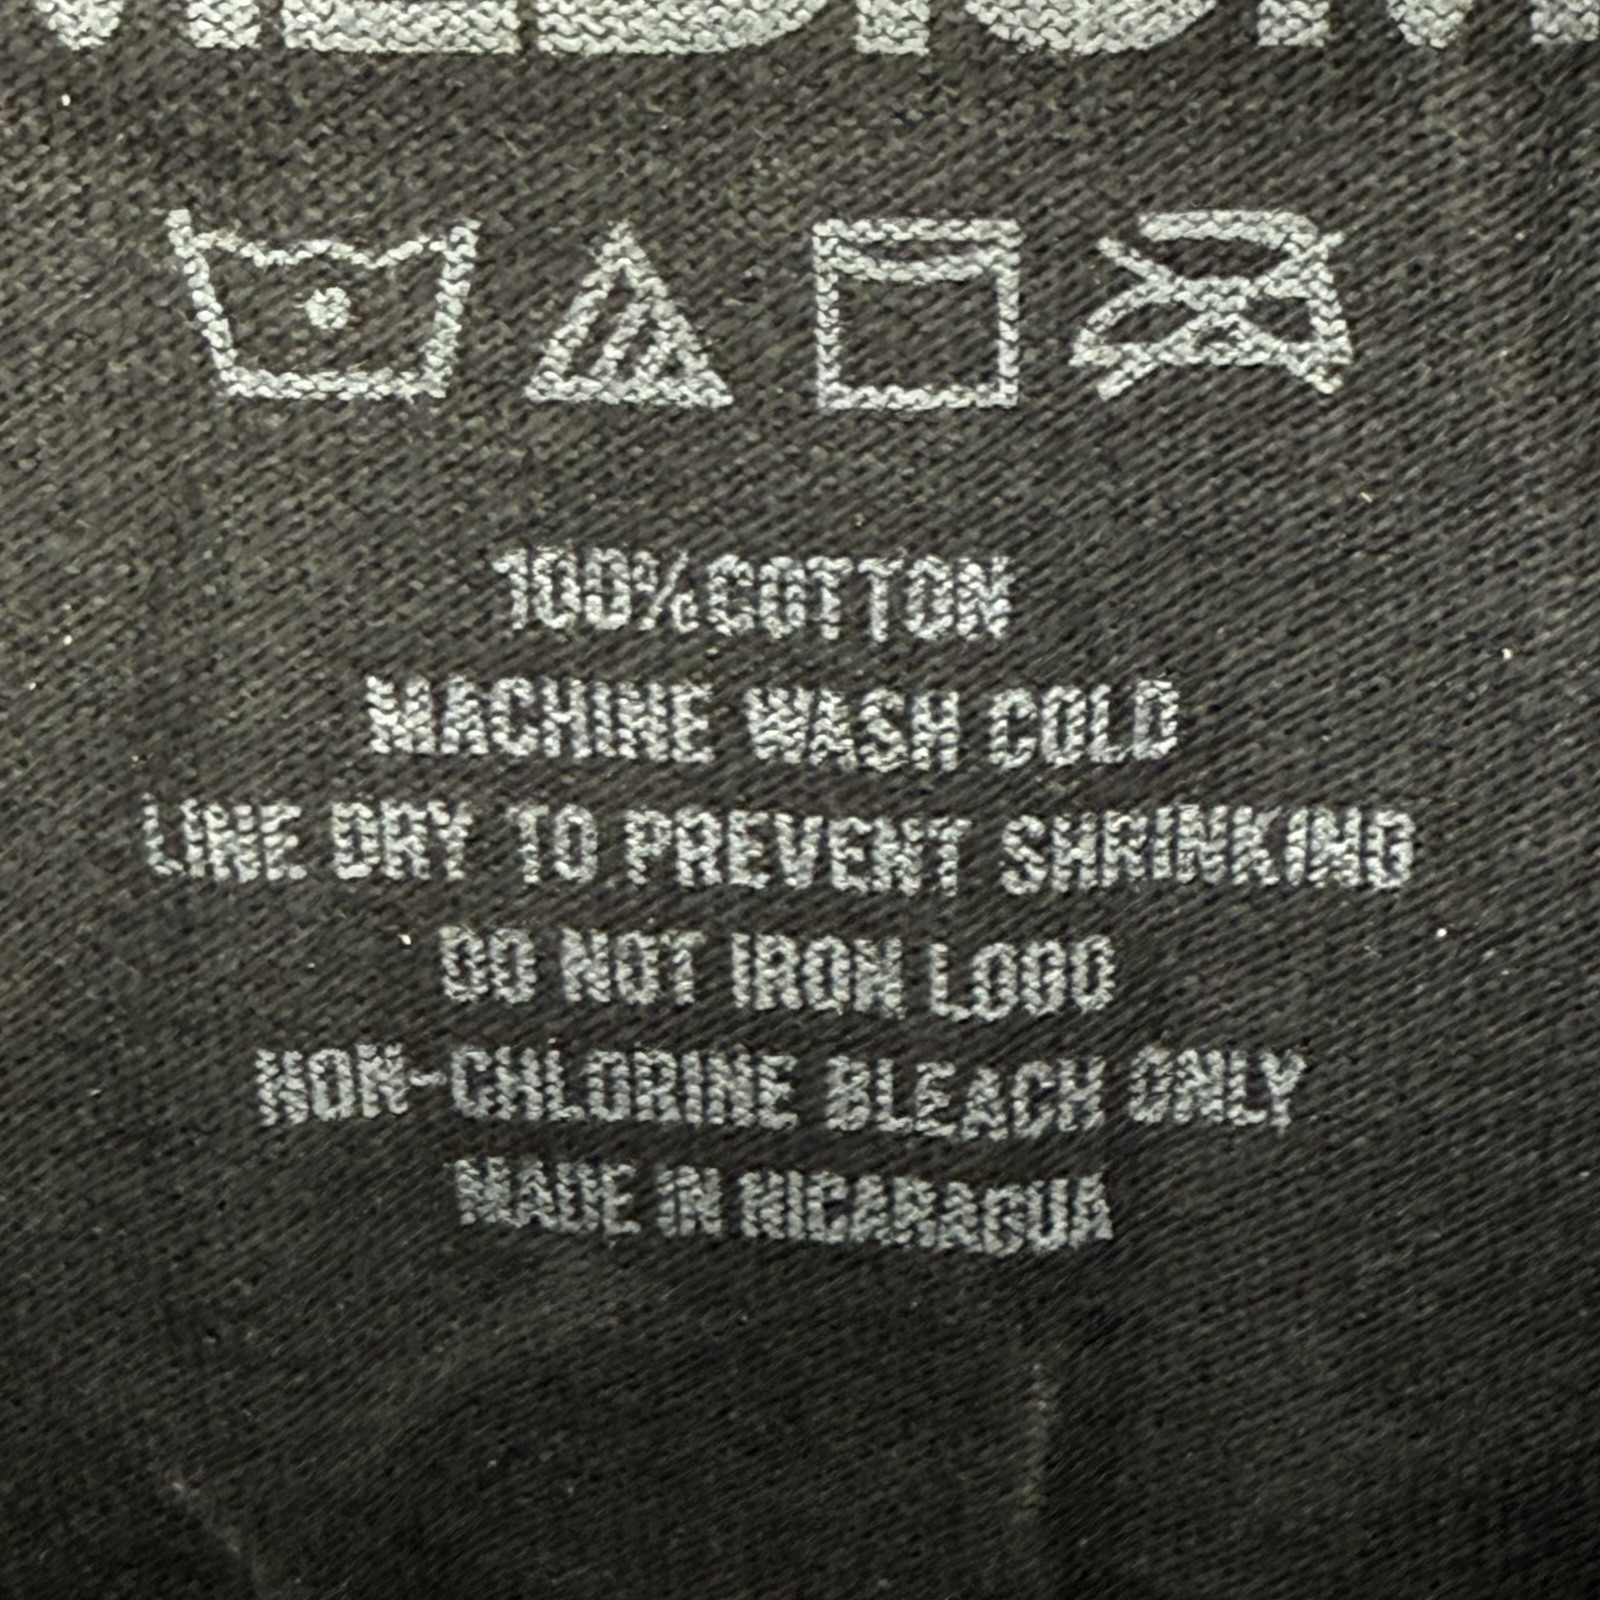 MEDIUM
100% COTTON
MACHINE WASH COLD
LINE DRY TO PREVENT SHRINKING
DO NOT IRON LOGO
NON-CHLORINE BLEACH ONLY
MADE IN NICARAGUA